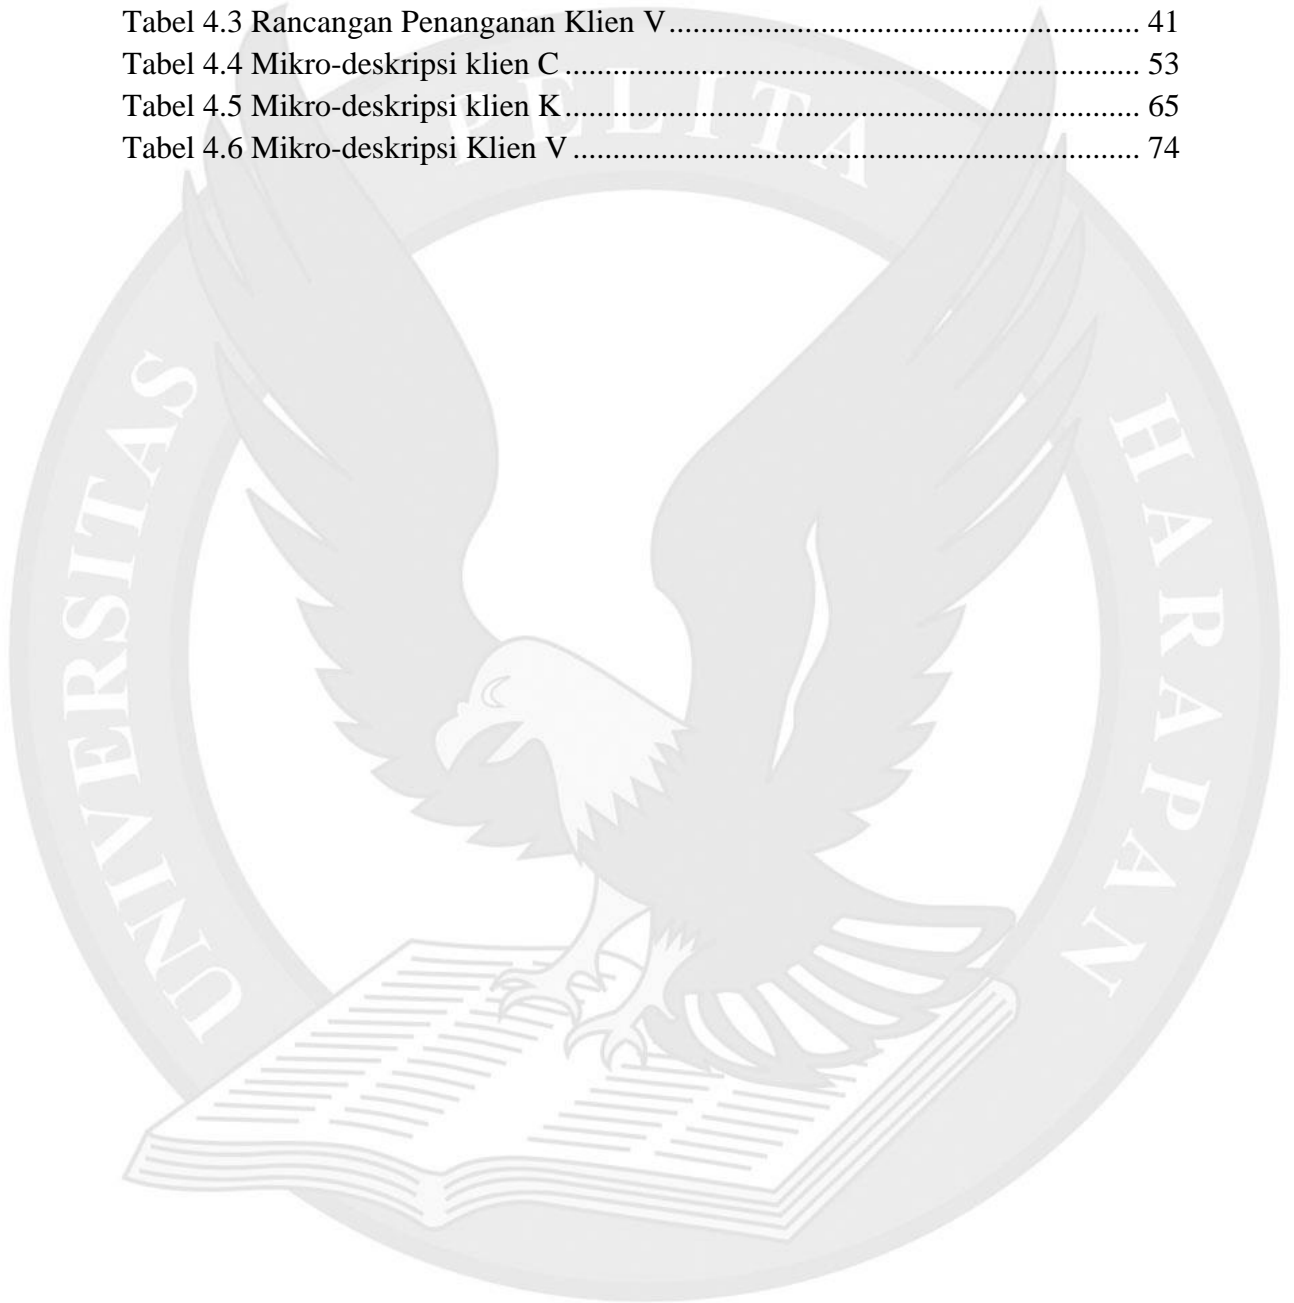 Tabel 4.3 Rancangan Penanganan Klien V.......................................................... 41
Tabel 4.4 Mikro-deskripsi klien C ....................................................................... 53
Tabel 4.5 Mikro-deskripsi klien K ....................................................................... 65
Tabel 4.6 Mikro-deskripsi Klien V ...................................................................... 74
UNIVERSITAS PELITA HARAPAN